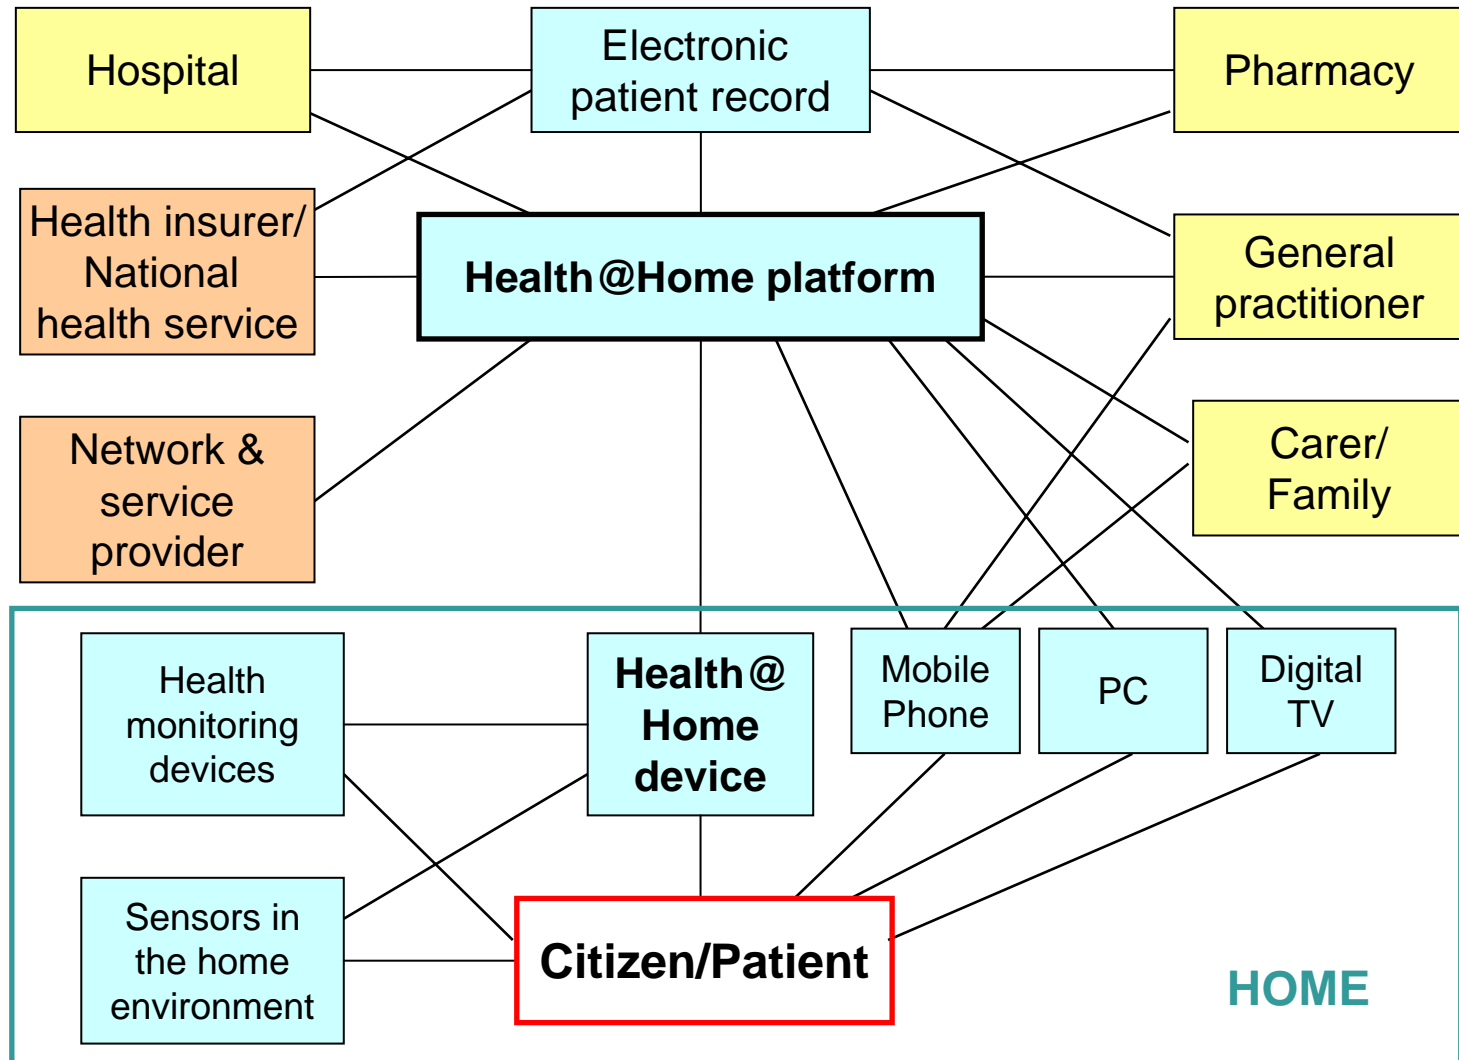 Hospital
Electronic
patient record
Pharmacy
Health insurer/
National
health service
Health@Home platform
General
practitioner
Network &
service
provider
Carer/
Family
Health
monitoring
devices
Health@
Home
device
Mobile
Phone
PC
Digital
TV
Sensors in
the home
environment
Citizen/Patient
HOME